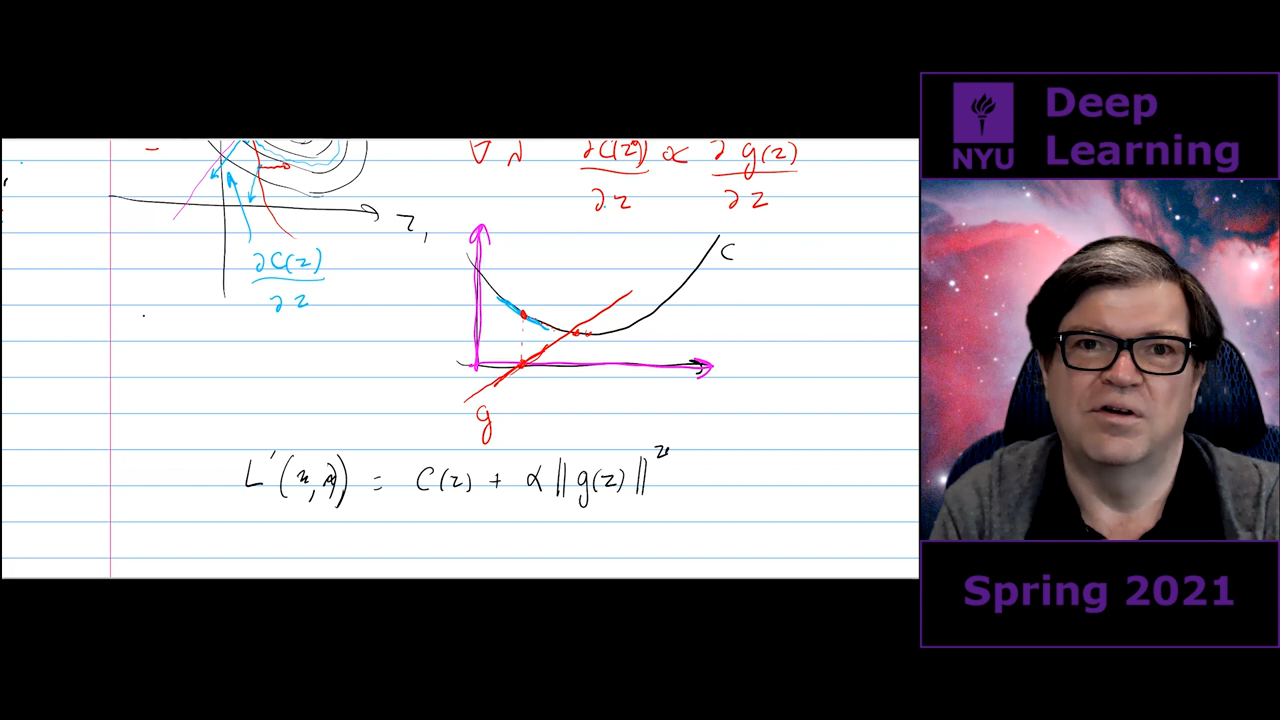 ∇λ ∂C(z) ∝ ∂g(z)
∂z ∂z
z₁
∂C(z)
∂z
C
g
L'(z,λ) = C(z) + α ||g(z)||²
NYU
Deep
Learning
Spring 2021